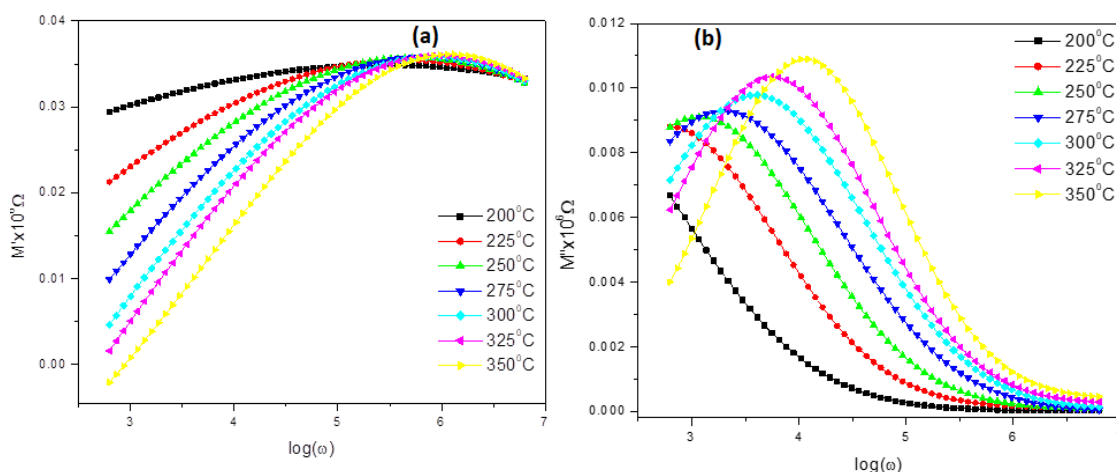 (a)
0.04
0.03
0.02
0.01
0.00
M'x10"Ω
200⁰C
225⁰C
250⁰C
275⁰C
300⁰C
325⁰C
350⁰C
3 4 5 6 7
log(ω)
(b)
0.012
0.010
0.008
0.006
0.004
0.002
0.000
M"x10⁶Ω
200⁰C
225⁰C
250⁰C
275⁰C
300⁰C
325⁰C
350⁰C
3 4 5 6
log(ω)